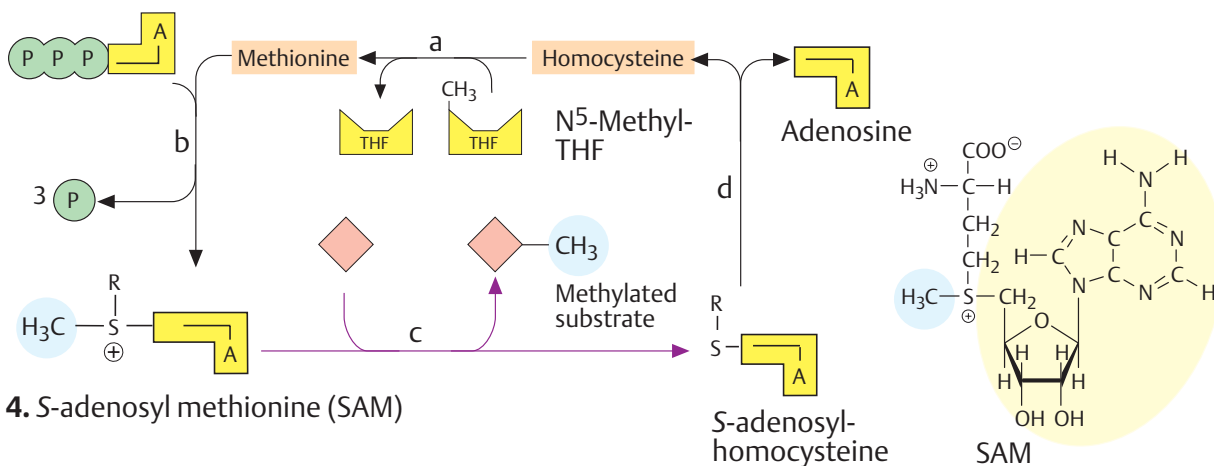 P P P A
Methionine
a
Homocysteine
A
Adenosine
CH₃
THF
THF
N⁵-Methyl-
THF
b
3 P
d
CH₃
Methylated
substrate
c
R
H₃C S A
⊕
R
S A
4. S-adenosyl methionine (SAM)
S-adenosyl-
homocysteine
COO⊖
⊕
H₃N C H
CH₂
CH₂
H₃C S CH₂
⊕
H H
N
N C N
H C C
C C
N N H
O
H H H H
OH OH
SAM